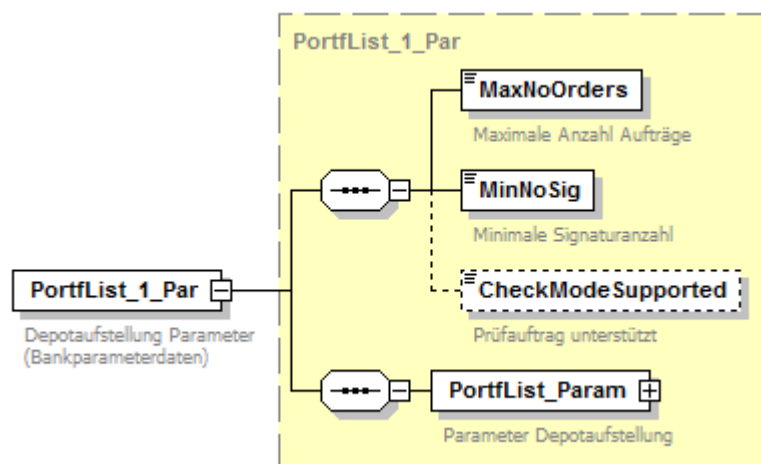 PortfList_1_Par
MaxNoOrders
Maximale Anzahl Aufträge
MinNoSig
Minimale Signaturanzahl
PortfList_1_Par
Depotaufstellung Parameter
(Bankparameterdaten)
CheckModeSupported
Prüfauftrag unterstützt
PortfList_Param
Parameter Depotaufstellung